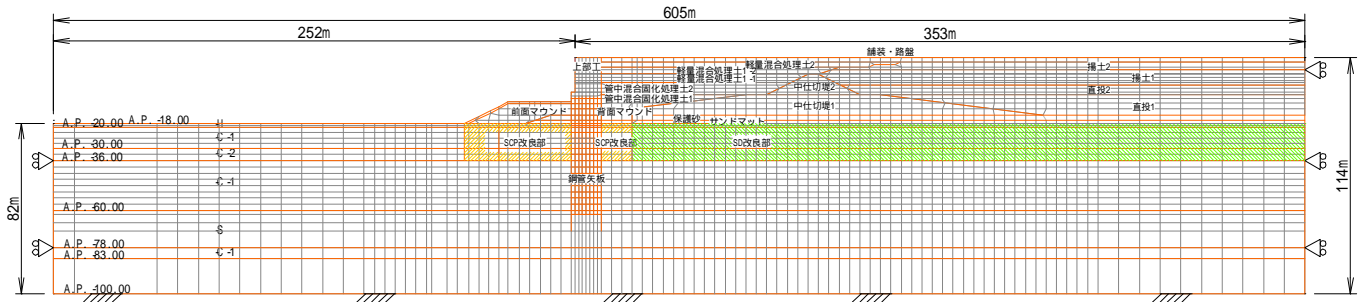 605m
252m
353m
舗装・路盤
上部工
軽量混合処理土2
揚土2
軽量混合処理土1 -2
軽量混合処理土1 -1
揚土1
管中混合固化処理土2
中仕切堤2
直投2
管中混合固化処理土1
前面マウンド
背面マウンド
中仕切堤1
直投1
保護砂
サンドマット
A.P. -20.00
A.P. -18.00
A.P. -30.00
SCP改良部
SCP改良部
SD改良部
A.P. -36.00
鋼管矢板
82m
114m
A.P. -60.00
S
A.P. -78.00
A.P. -83.00
A.P. -100.00